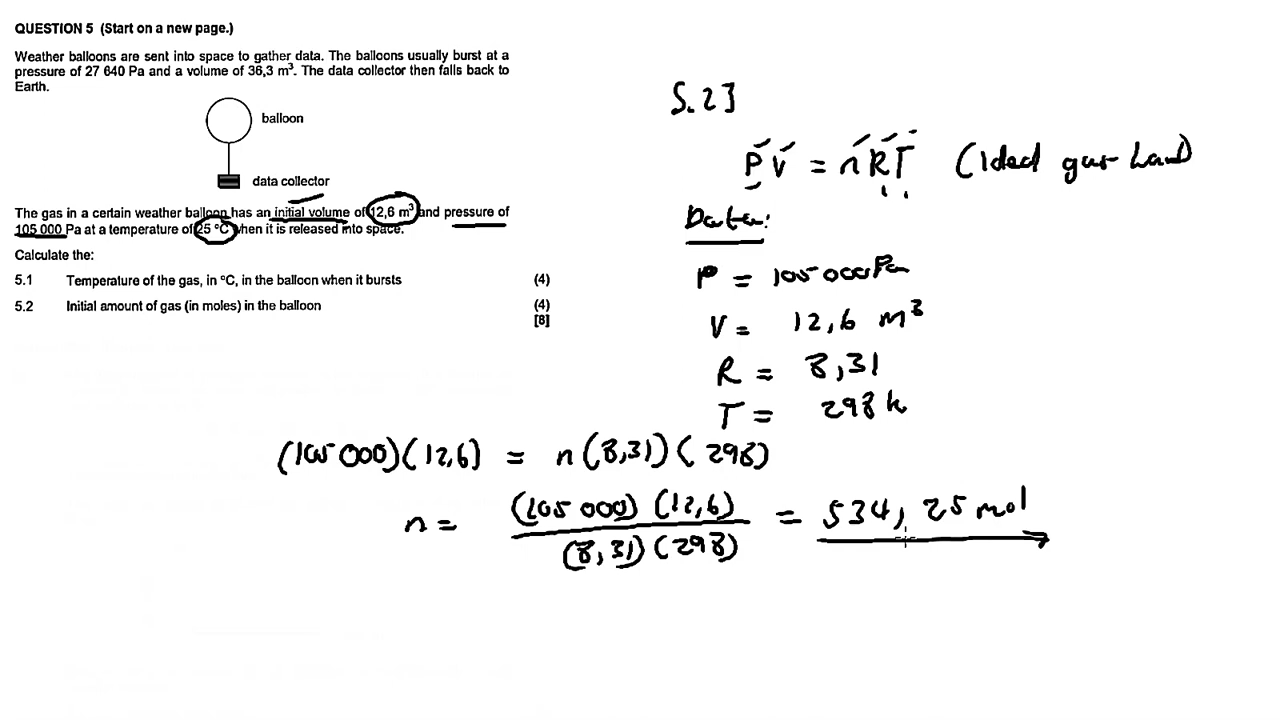 QUESTION 5 (Start on a new page.)
Weather balloons are sent into space to gather data. The balloons usually burst at a
pressure of 27 640 Pa and a volume of 36,3 m³. The data collector then falls back to
Earth.
balloon
data collector
The gas in a certain weather balloon has an initial volume of 12,6 m³ and pressure of
105 000 Pa at a temperature of 25 °C when it is released into space.
Calculate the:
5.1 Temperature of the gas, in °C, in the balloon when it bursts (4)
5.2 Initial amount of gas (in moles) in the balloon (4)
[8]
5.2]
PV = nRT (Ideal gas Law)
Data:
P = 105 000 Pa
V = 12,6 m³
R = 8,31
T = 298 k
(105 000)(12,6) = n(8,31)(298)
n = (105 000)(12,6) / (8,31)(298) = 534,25 mol